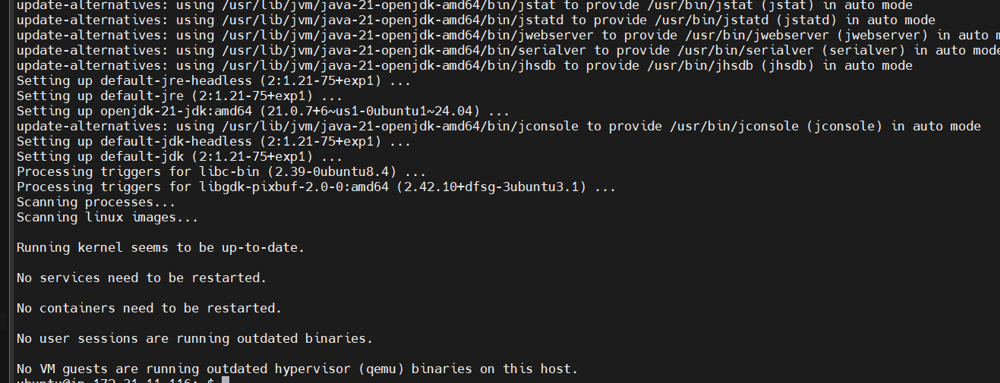 update-alternatives: using /usr/lib/jvm/java-21-openjdk-amd64/bin/jstat to provide /usr/bin/jstat (jstat) in auto mode
update-alternatives: using /usr/lib/jvm/java-21-openjdk-amd64/bin/jstatd to provide /usr/bin/jstatd (jstatd) in auto mode
update-alternatives: using /usr/lib/jvm/java-21-openjdk-amd64/bin/jwebserver to provide /usr/bin/jwebserver (jwebserver) in auto m
update-alternatives: using /usr/lib/jvm/java-21-openjdk-amd64/bin/serialver to provide /usr/bin/serialver (serialver) in auto mode
update-alternatives: using /usr/lib/jvm/java-21-openjdk-amd64/bin/jhsdb to provide /usr/bin/jhsdb (jhsdb) in auto mode
Setting up default-jre-headless (2:1.21-75+exp1) ...
Setting up default-jre (2:1.21-75+exp1) ...
Setting up openjdk-21-jdk:amd64 (21.0.7+6~us1-0ubuntu1~24.04) ...
update-alternatives: using /usr/lib/jvm/java-21-openjdk-amd64/bin/jconsole to provide /usr/bin/jconsole (jconsole) in auto mode
Setting up default-jdk-headless (2:1.21-75+exp1) ...
Setting up default-jdk (2:1.21-75+exp1) ...
Processing triggers for libc-bin (2.39-0ubuntu8.4) ...
Processing triggers for libgdk-pixbuf-2.0-0:amd64 (2.42.10+dfsg-3ubuntu3.1) ...
Scanning processes...
Scanning linux images...
Running kernel seems to be up-to-date.
No services need to be restarted.
No containers need to be restarted.
No user sessions are running outdated binaries.
No VM guests are running outdated hypervisor (qemu) binaries on this host.
ubuntu@ip-172-31-11-116:~$